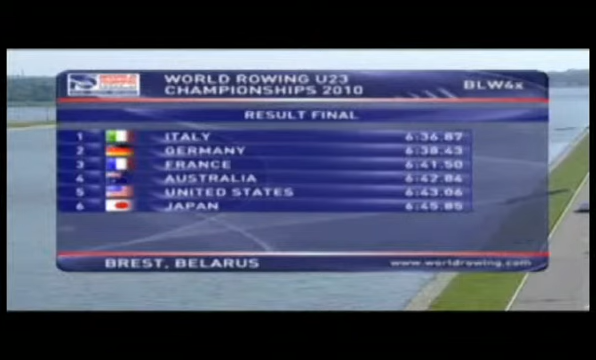 WORLD ROWING U23
CHAMPIONSHIPS 2010
BLW4x
RESULT FINAL
1 ITALY 6:36.87
2 GERMANY 6:38.43
3 FRANCE 6:41.50
4 AUSTRALIA 6:42.84
5 UNITED STATES 6:43.06
6 JAPAN 6:45.85
BREST, BELARUS
www.worldrowing.com